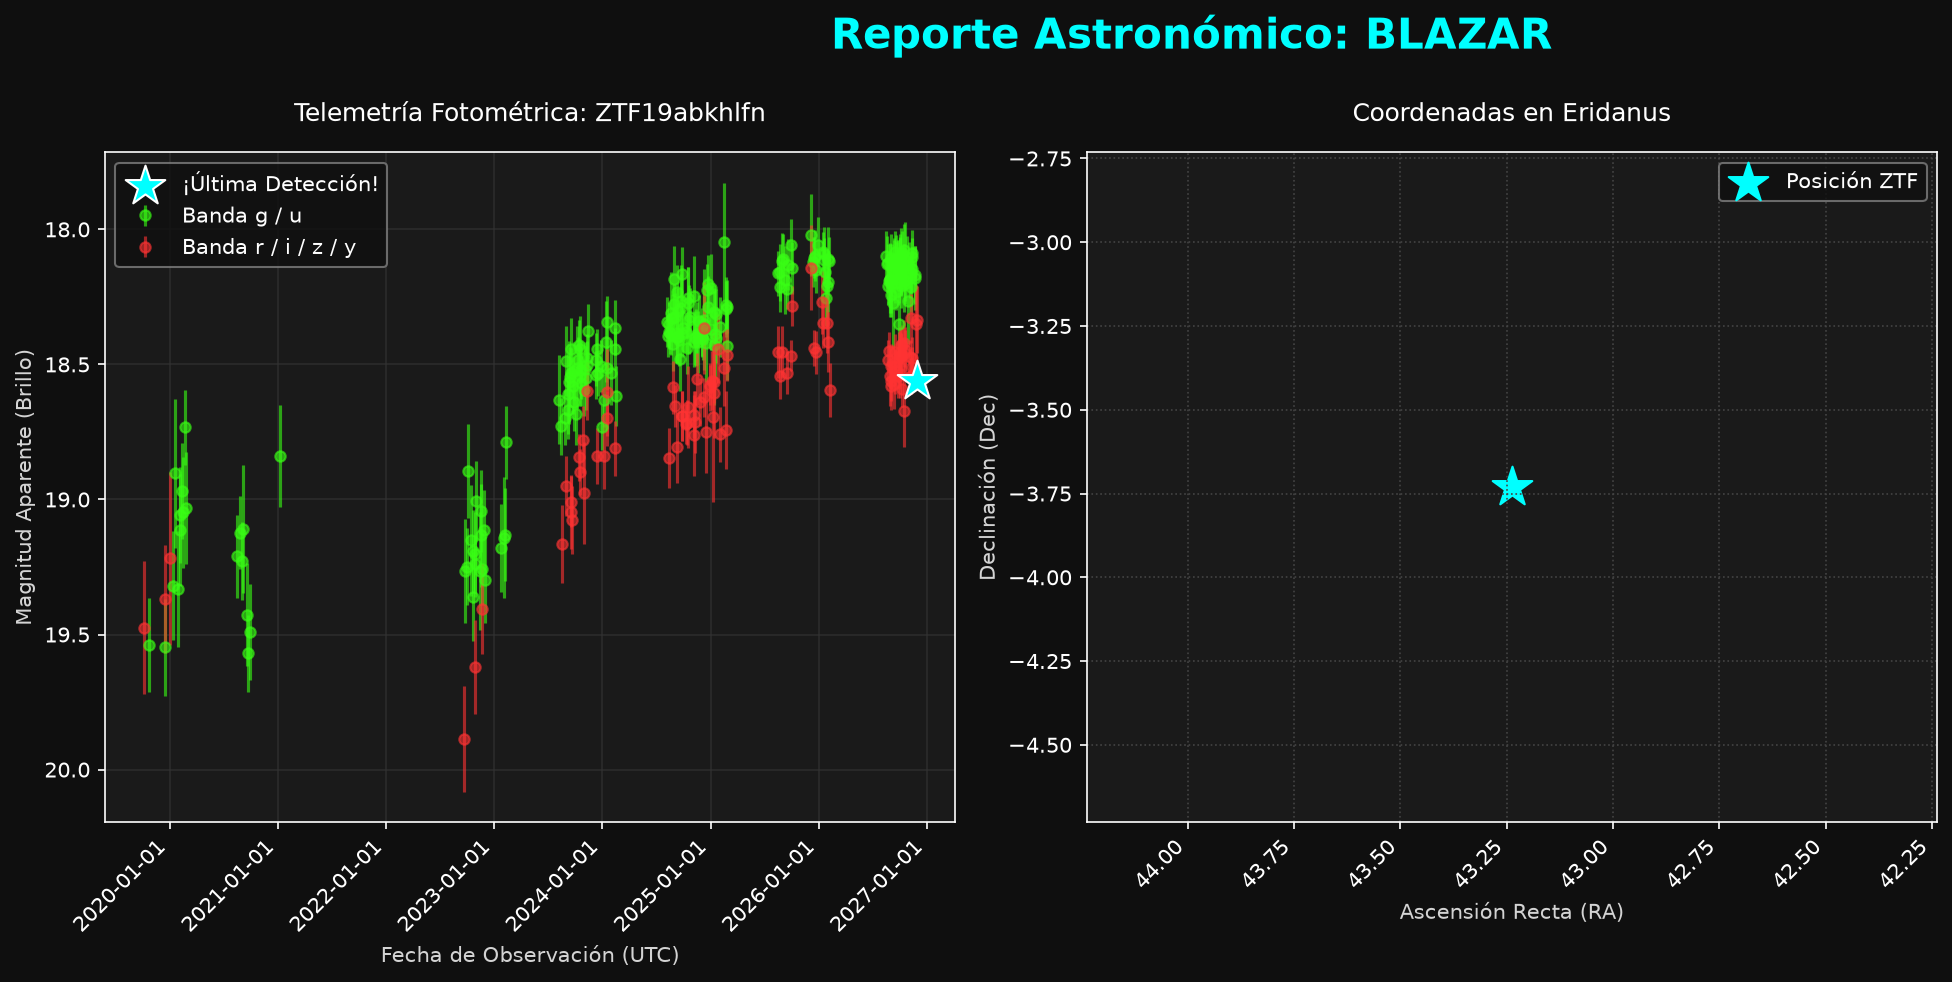 Reporte Astronómico: BLAZAR
Telemetría Fotométrica: ZTF19abkhlfn
¡Última Detección!
Banda g / u
Banda r / i / z / y
Magnitud Aparente (Brillo)
18.0
18.5
19.0
19.5
20.0
2020-01-01
2021-01-01
2022-01-01
2023-01-01
2024-01-01
2025-01-01
2026-01-01
2027-01-01
Fecha de Observación (UTC)
Coordenadas en Eridanus
Posición ZTF
Declinación (Dec)
−2.75
−3.00
−3.25
−3.50
−3.75
−4.00
−4.25
−4.50
44.00
43.75
43.50
43.25
43.00
42.75
42.50
42.25
Ascensión Recta (RA)